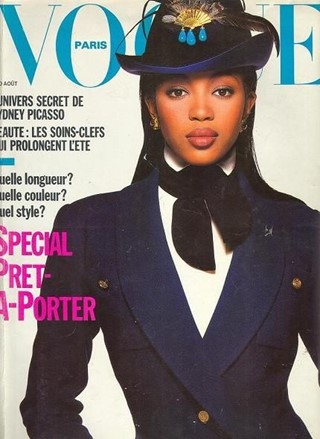 VOGUE
PARIS
O AOÛT
UNIVERS SECRET DE
YDNEY PICASSO
EAUTE: LES SOINS-CLEFS
UI PROLONGENT L'ETE
uelle longueur?
uelle couleur?
uel style?
SPECIAL
PRET-
A-PORTER